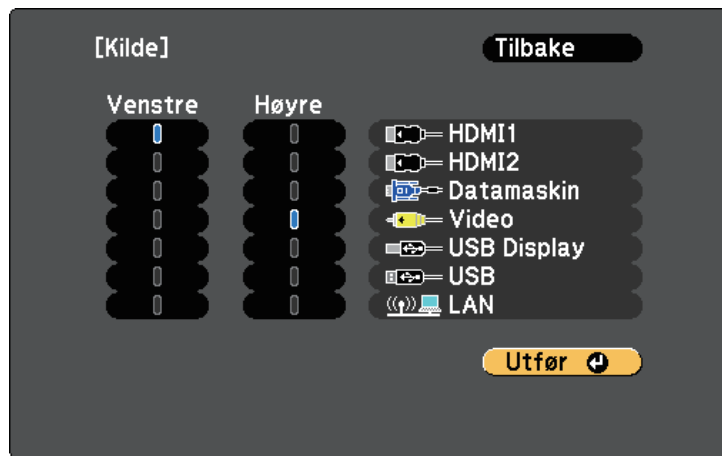 [Kilde] Tilbake
Venstre Høyre
HDMI1
HDMI2
Datamaskin
Video
USB Display
USB
LAN
Utfør